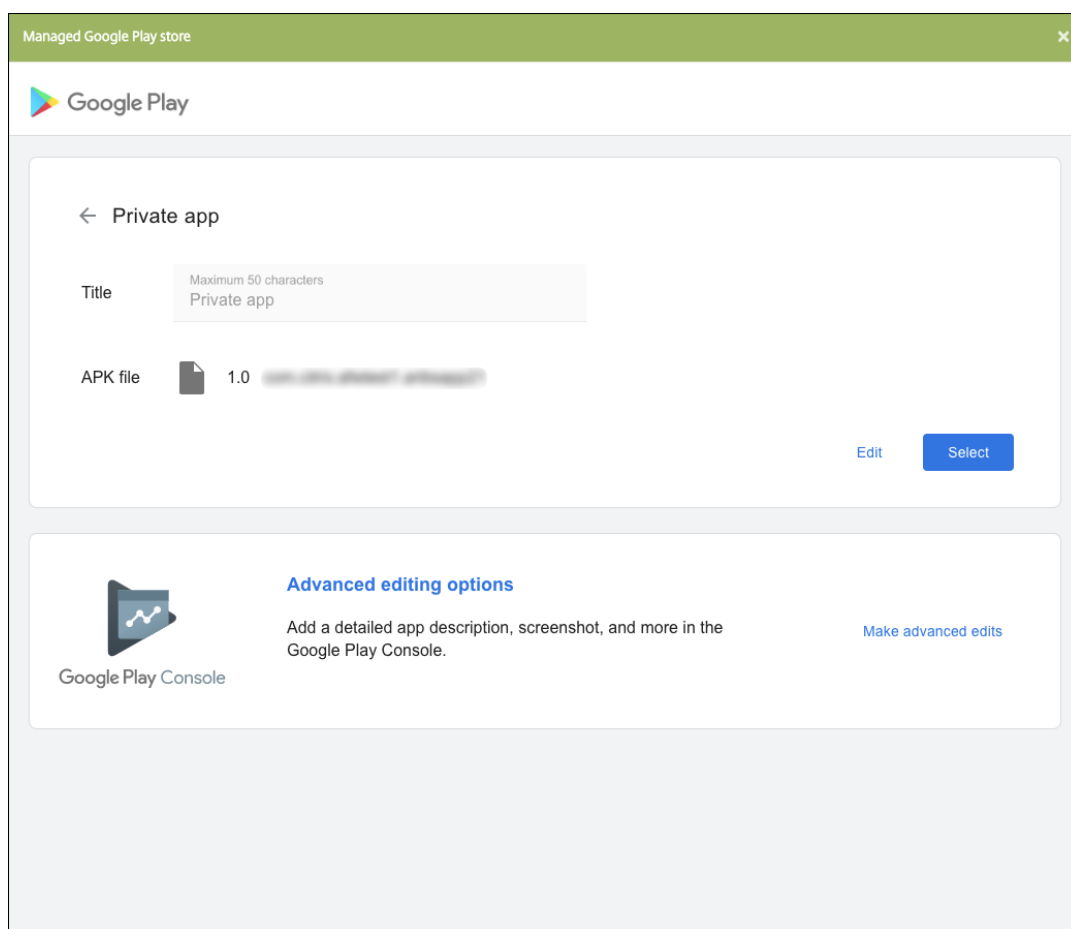 Managed Google Play store
Google Play
Private app
Title
Maximum 50 characters
Private app
APK file 1.0
Edit Select
Advanced editing options
Add a detailed app description, screenshot, and more in the
Google Play Console.
Make advanced edits
Google Play Console